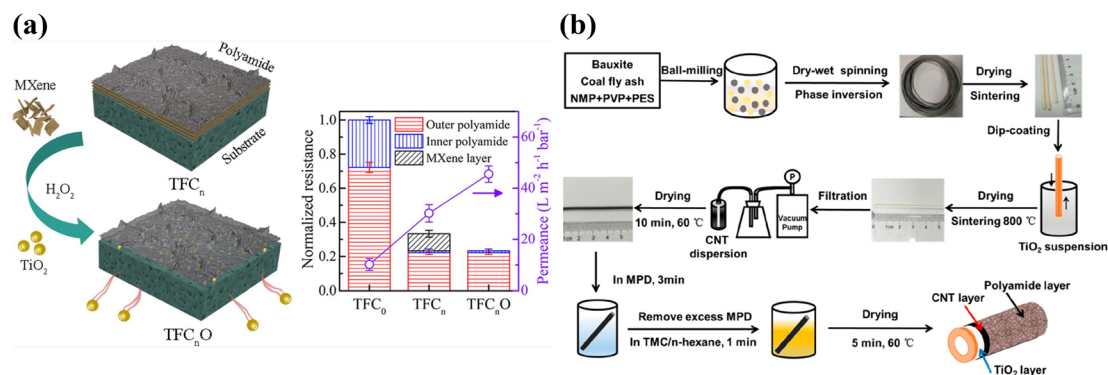 (a)
Polyamide
MXene
Substrate
TFCn
H2O2
TiO2
TFCnO
Normalized resistance
1.0
0.8
0.6
0.4
0.2
0.0
Outer polyamide
Inner polyamide
MXene layer
60
40
20
0
Permeance (L m-2 h-1 bar-1)
TFC0
TFCn
TFCnO
(b)
Bauxite
Coal fly ash
NMP+PVP+PES
Ball-milling
Dry-wet spinning
Phase inversion
Drying
Sintering
Dip-coating
TiO2 suspension
Drying
Sintering 800 ℃
Filtration
P
Vacuum
Pump
CNT
dispersion
Drying
10 min, 60 ℃
In MPD, 3min
Remove excess MPD
In TMC/n-hexane, 1 min
Drying
5 min, 60 ℃
CNT layer
Polyamide layer
TiO2 layer